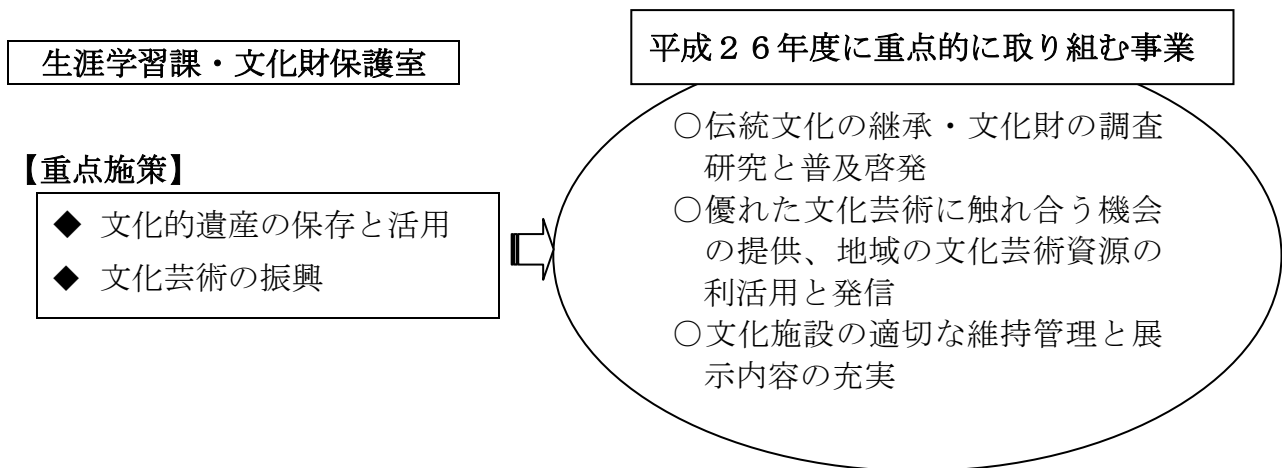 生涯学習課・文化財保護室
【重点施策】
◆ 文化的遺産の保存と活用
◆ 文化芸術の振興
平成２６年度に重点的に取り組む事業
○伝統文化の継承・文化財の調査
研究と普及啓発
○優れた文化芸術に触れ合う機会
の提供、地域の文化芸術資源の
利活用と発信
○文化施設の適切な維持管理と展
示内容の充実